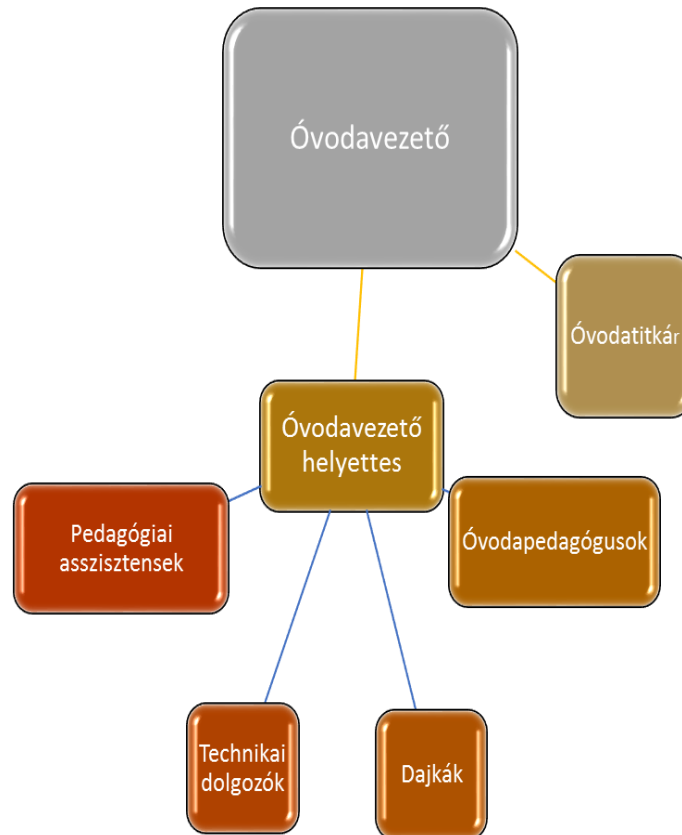 Óvodavezető
Óvodatitkár
Óvodavezető
helyettes
Pedagógiai
asszisztensek
Óvodapedagógusok
Technikai
dolgozók
Dajkák